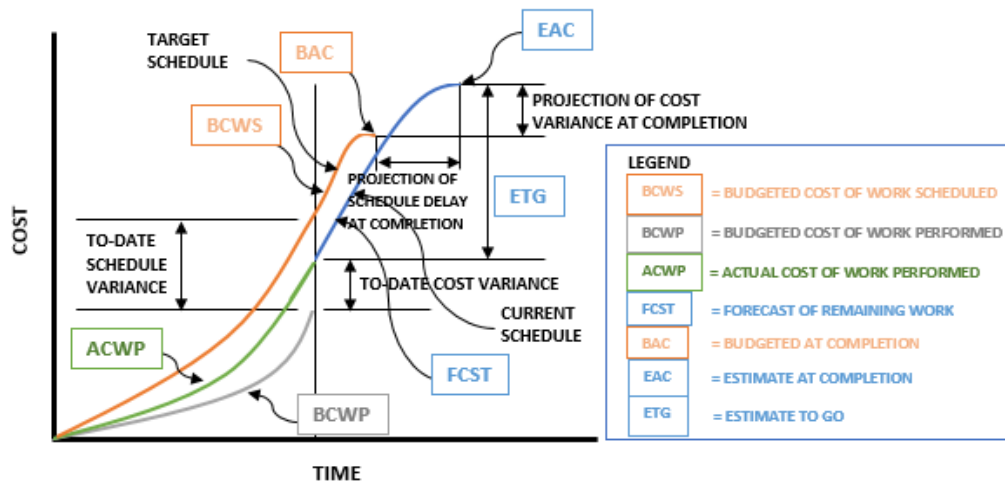 EAC
TARGET
SCHEDULE
BAC
PROJECTION OF COST
VARIANCE AT COMPLETION
BCWS
PROJECTION OF
SCHEDULE DELAY
AT COMPLETION
ETG
COST
TO-DATE
SCHEDULE
VARIANCE
TO-DATE COST VARIANCE
CURRENT
SCHEDULE
ACWP
FCST
BCWP
TIME
LEGEND
BCWS = BUDGETED COST OF WORK SCHEDULED
BCWP = BUDGETED COST OF WORK PERFORMED
ACWP = ACTUAL COST OF WORK PERFORMED
FCST = FORECAST OF REMAINING WORK
BAC = BUDGETED AT COMPLETION
EAC = ESTIMATE AT COMPLETION
ETG = ESTIMATE TO GO